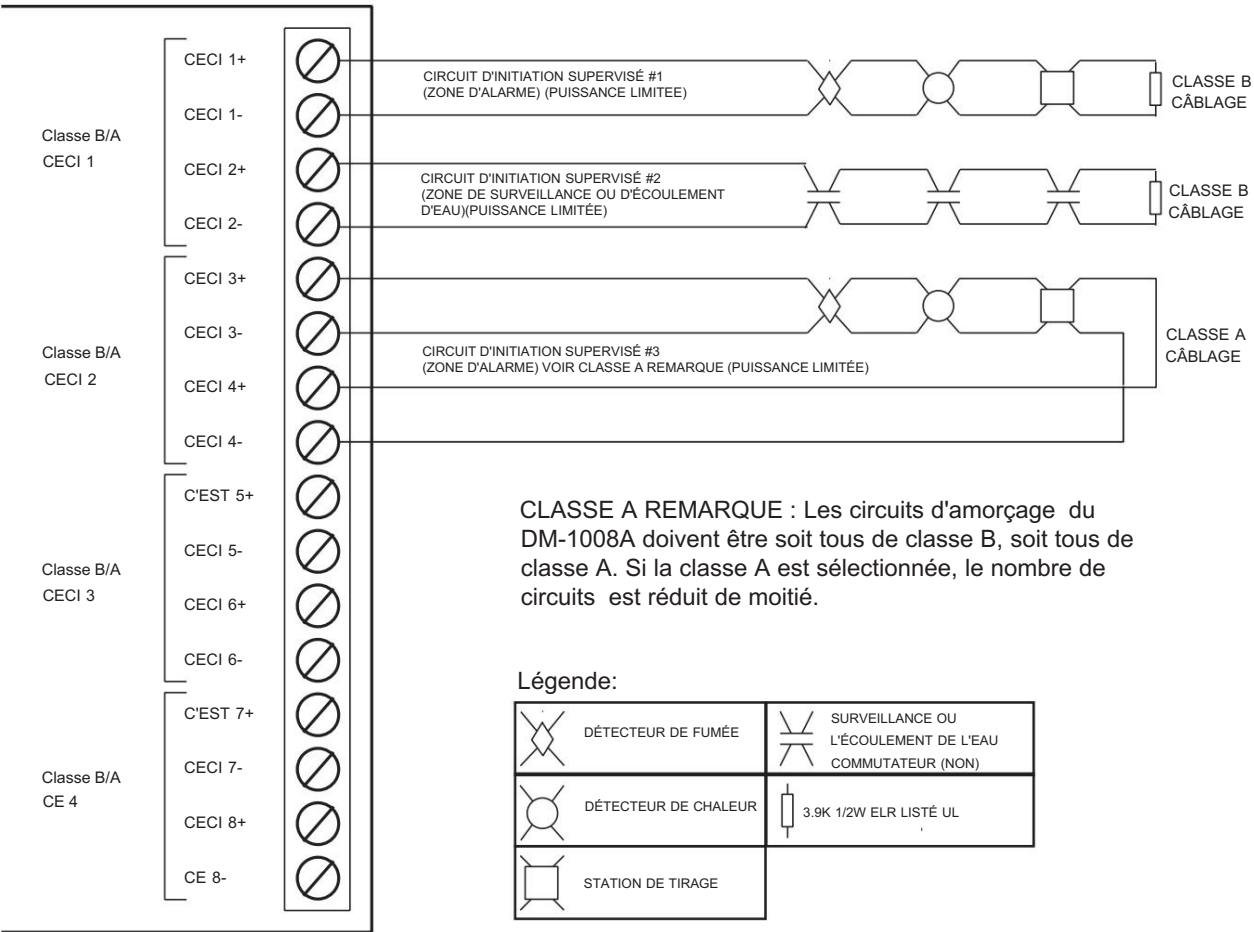 CECI 1+
CECI 1-
Classe B/A
CECI 1
CECI 2+
CECI 2-
CECI 3+
CECI 3-
Classe B/A
CECI 2
CECI 4+
CECI 4-
C'EST 5+
CECI 5-
Classe B/A
CECI 3
CECI 6+
CECI 6-
C'EST 7+
CECI 7-
Classe B/A
CE 4
CECI 8+
CE 8-
CIRCUIT D'INITIATION SUPERVISÉ #1
(ZONE D'ALARME) (PUISSANCE LIMITEE)
CLASSE B
CÂBLAGE
CIRCUIT D'INITIATION SUPERVISÉ #2
(ZONE DE SURVEILLANCE OU D'ÉCOULEMENT
D'EAU)(PUISSANCE LIMITÉE)
CLASSE B
CÂBLAGE
CIRCUIT D'INITIATION SUPERVISÉ #3
(ZONE D'ALARME) VOIR CLASSE A REMARQUE (PUISSANCE LIMITÉE)
CLASSE A
CÂBLAGE
CLASSE A REMARQUE : Les circuits d'amorçage du
DM-1008A doivent être soit tous de classe B, soit tous de
classe A. Si la classe A est sélectionnée, le nombre de
circuits est réduit de moitié.
Légende:
DÉTECTEUR DE FUMÉE
SURVEILLANCE OU
L'ÉCOULEMENT DE L'EAU
COMMUTATEUR (NON)
DÉTECTEUR DE CHALEUR
3.9K 1/2W ELR LISTÉ UL
STATION DE TIRAGE